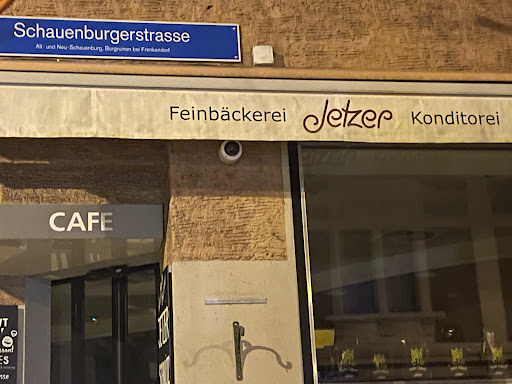 Schauenburgerstrasse
Alt- und Neu-Schauenburg, Burgruinen bei Frenkendorf
Feinbäckerei Jetzer Konditorei
CAFE